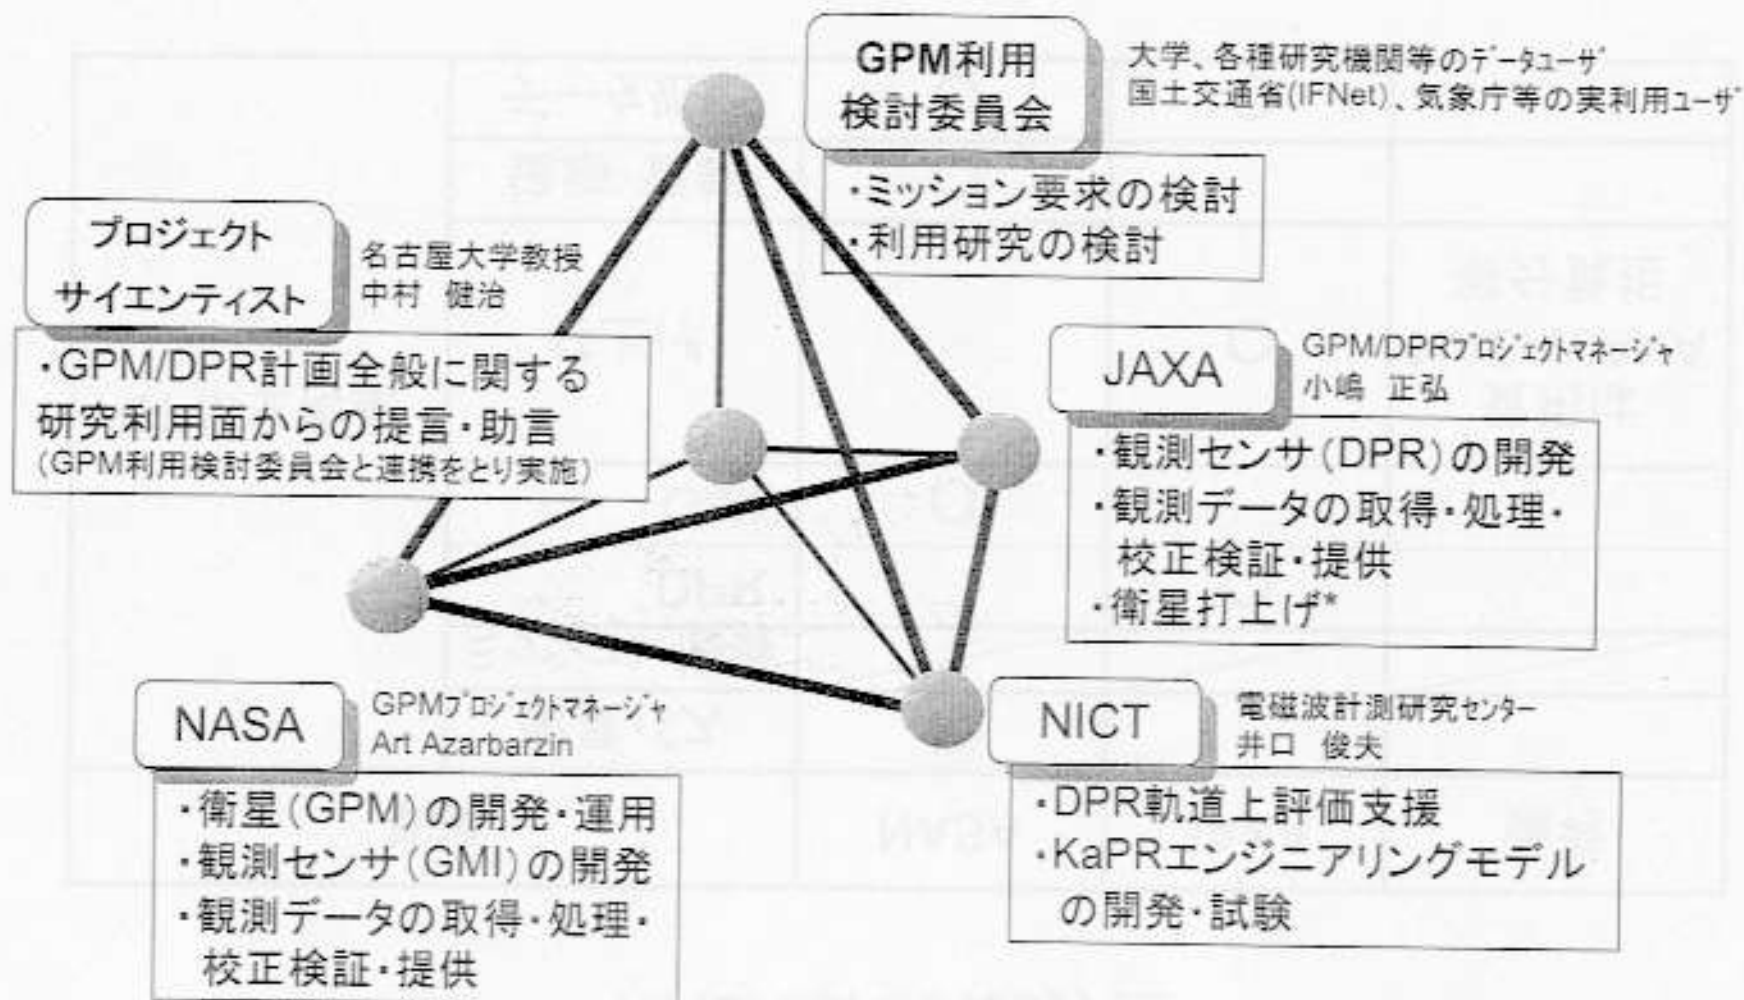 GPM利用
検討委員会
大学、各種研究機関等のデータユーザ
国土交通省(IFNet)、気象庁等の実利用ユーザ
・ミッション要求の検討
・利用研究の検討
プロジェクト
サイエンティスト
名古屋大学教授
中村 健治
・GPM/DPR計画全般に関する
研究利用面からの提言・助言
(GPM利用検討委員会と連携をとり実施)
JAXA
GPM/DPRプロジェクトマネージャ
小嶋 正弘
・観測センサ(DPR)の開発
・観測データの取得・処理・
校正検証・提供
・衛星打上げ*
NASA
GPMプロジェクトマネージャ
Art Azarbarzin
・衛星(GPM)の開発・運用
・観測センサ(GMI)の開発
・観測データの取得・処理・
校正検証・提供
NICT
電磁波計測研究センター
井口 俊夫
・DPR軌道上評価支援
・KaPRエンジニアリングモデル
の開発・試験